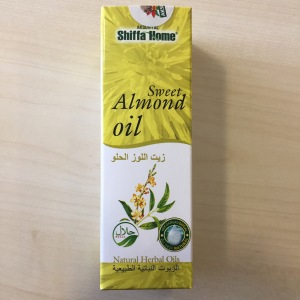 Shiffa Home
Sweet
Almond
oil
زيت اللوز الحلو
حلال
Natural Herbal Oils
الزيوت النباتية الطبيعية